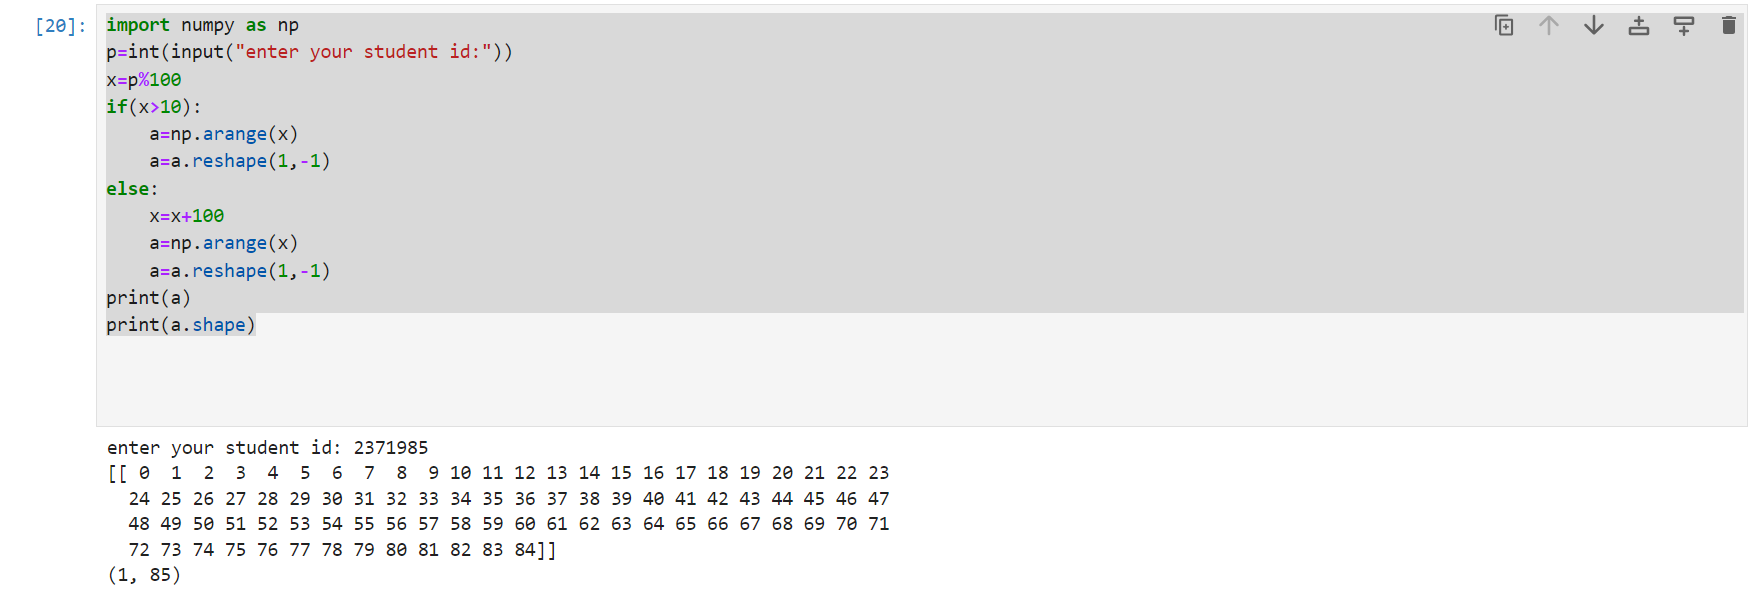 [20]:
import numpy as np
p=int(input("enter your student id:"))
x=p%100
if(x>10):
    a=np.arange(x)
    a=a.reshape(1,-1)
else:
    x=x+100
    a=np.arange(x)
    a=a.reshape(1,-1)
print(a)
print(a.shape)
enter your student id: 2371985
[[ 0  1  2  3  4  5  6  7  8  9 10 11 12 13 14 15 16 17 18 19 20 21 22 23
  24 25 26 27 28 29 30 31 32 33 34 35 36 37 38 39 40 41 42 43 44 45 46 47
  48 49 50 51 52 53 54 55 56 57 58 59 60 61 62 63 64 65 66 67 68 69 70 71
  72 73 74 75 76 77 78 79 80 81 82 83 84]]
(1, 85)